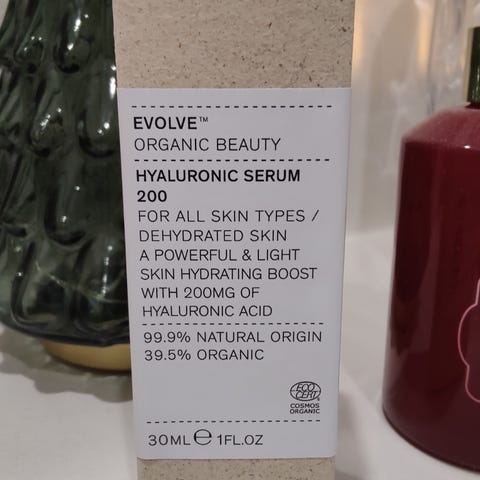 EVOLVE™
ORGANIC BEAUTY
HYALURONIC SERUM
200
FOR ALL SKIN TYPES /
DEHYDRATED SKIN
A POWERFUL & LIGHT
SKIN HYDRATING BOOST
WITH 200MG OF
HYALURONIC ACID
99.9% NATURAL ORIGIN
39.5% ORGANIC
ECO
CERT
COSMOS
ORGANIC
30ML ℮ 1FL.OZ